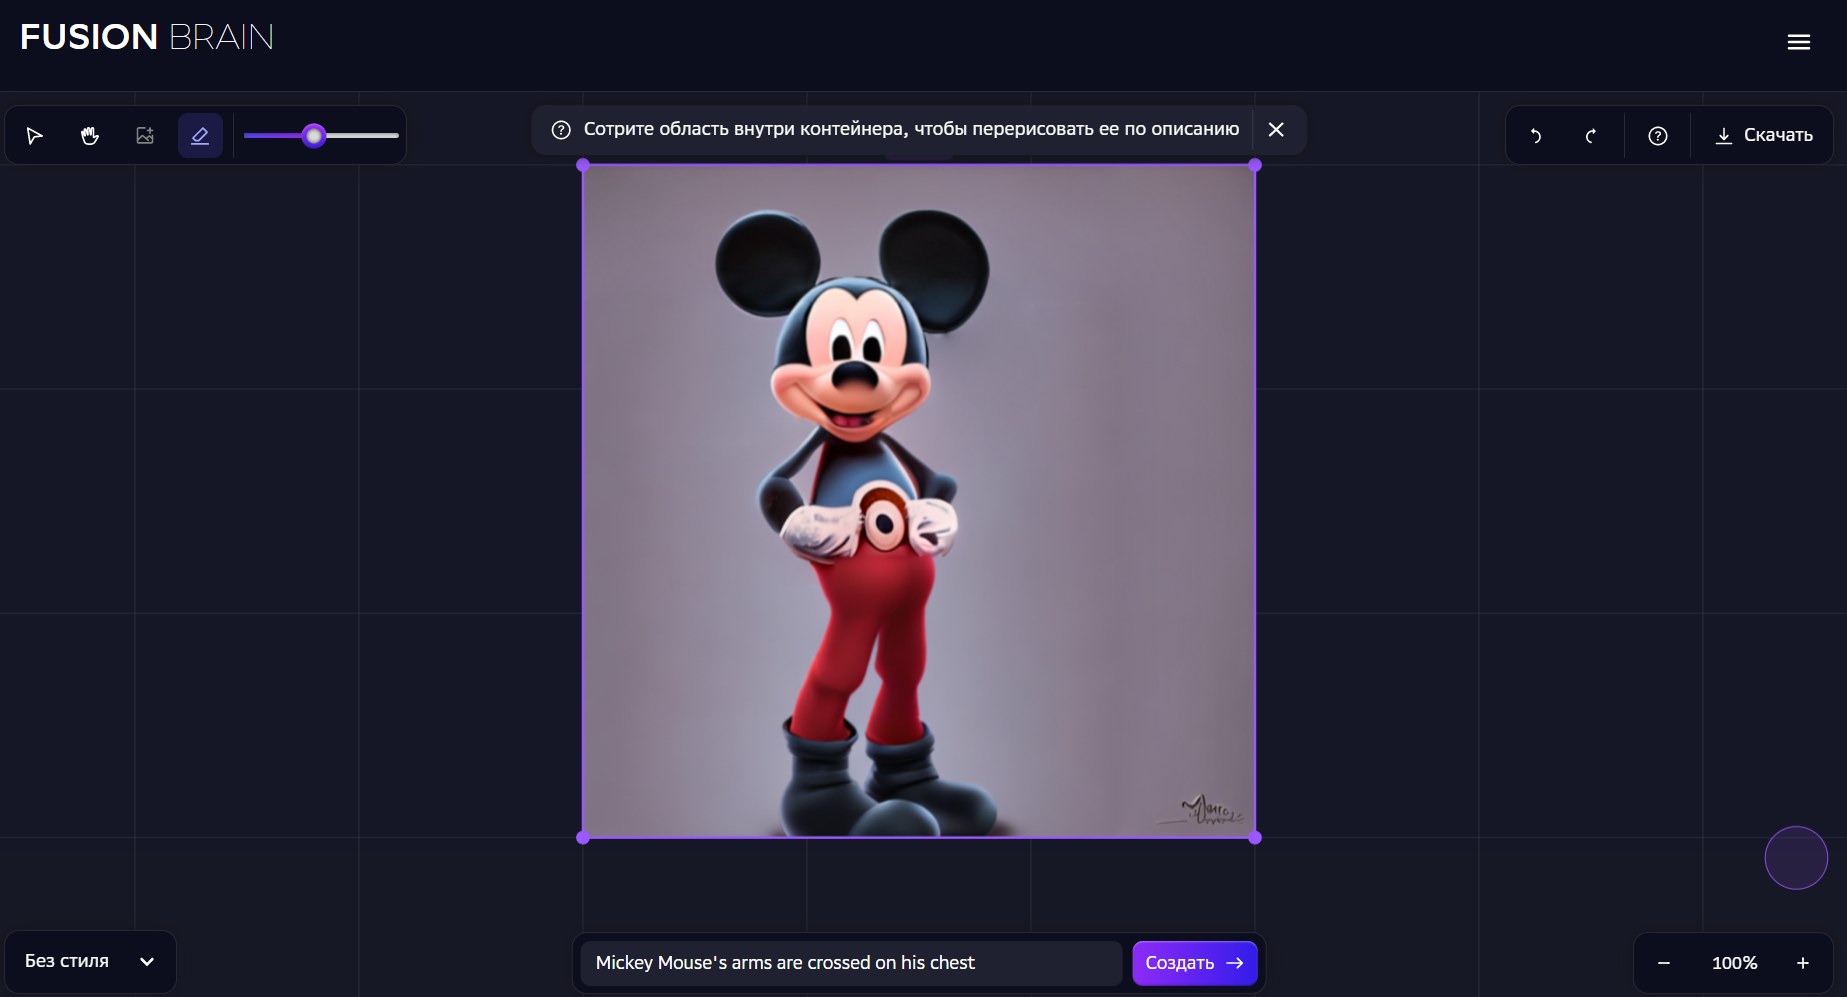 FUSION BRAIN
Сотрите область внутри контейнера, чтобы перерисовать ее по описанию
Скачать
Без стиля
Mickey Mouse's arms are crossed on his chest
Создать
100%